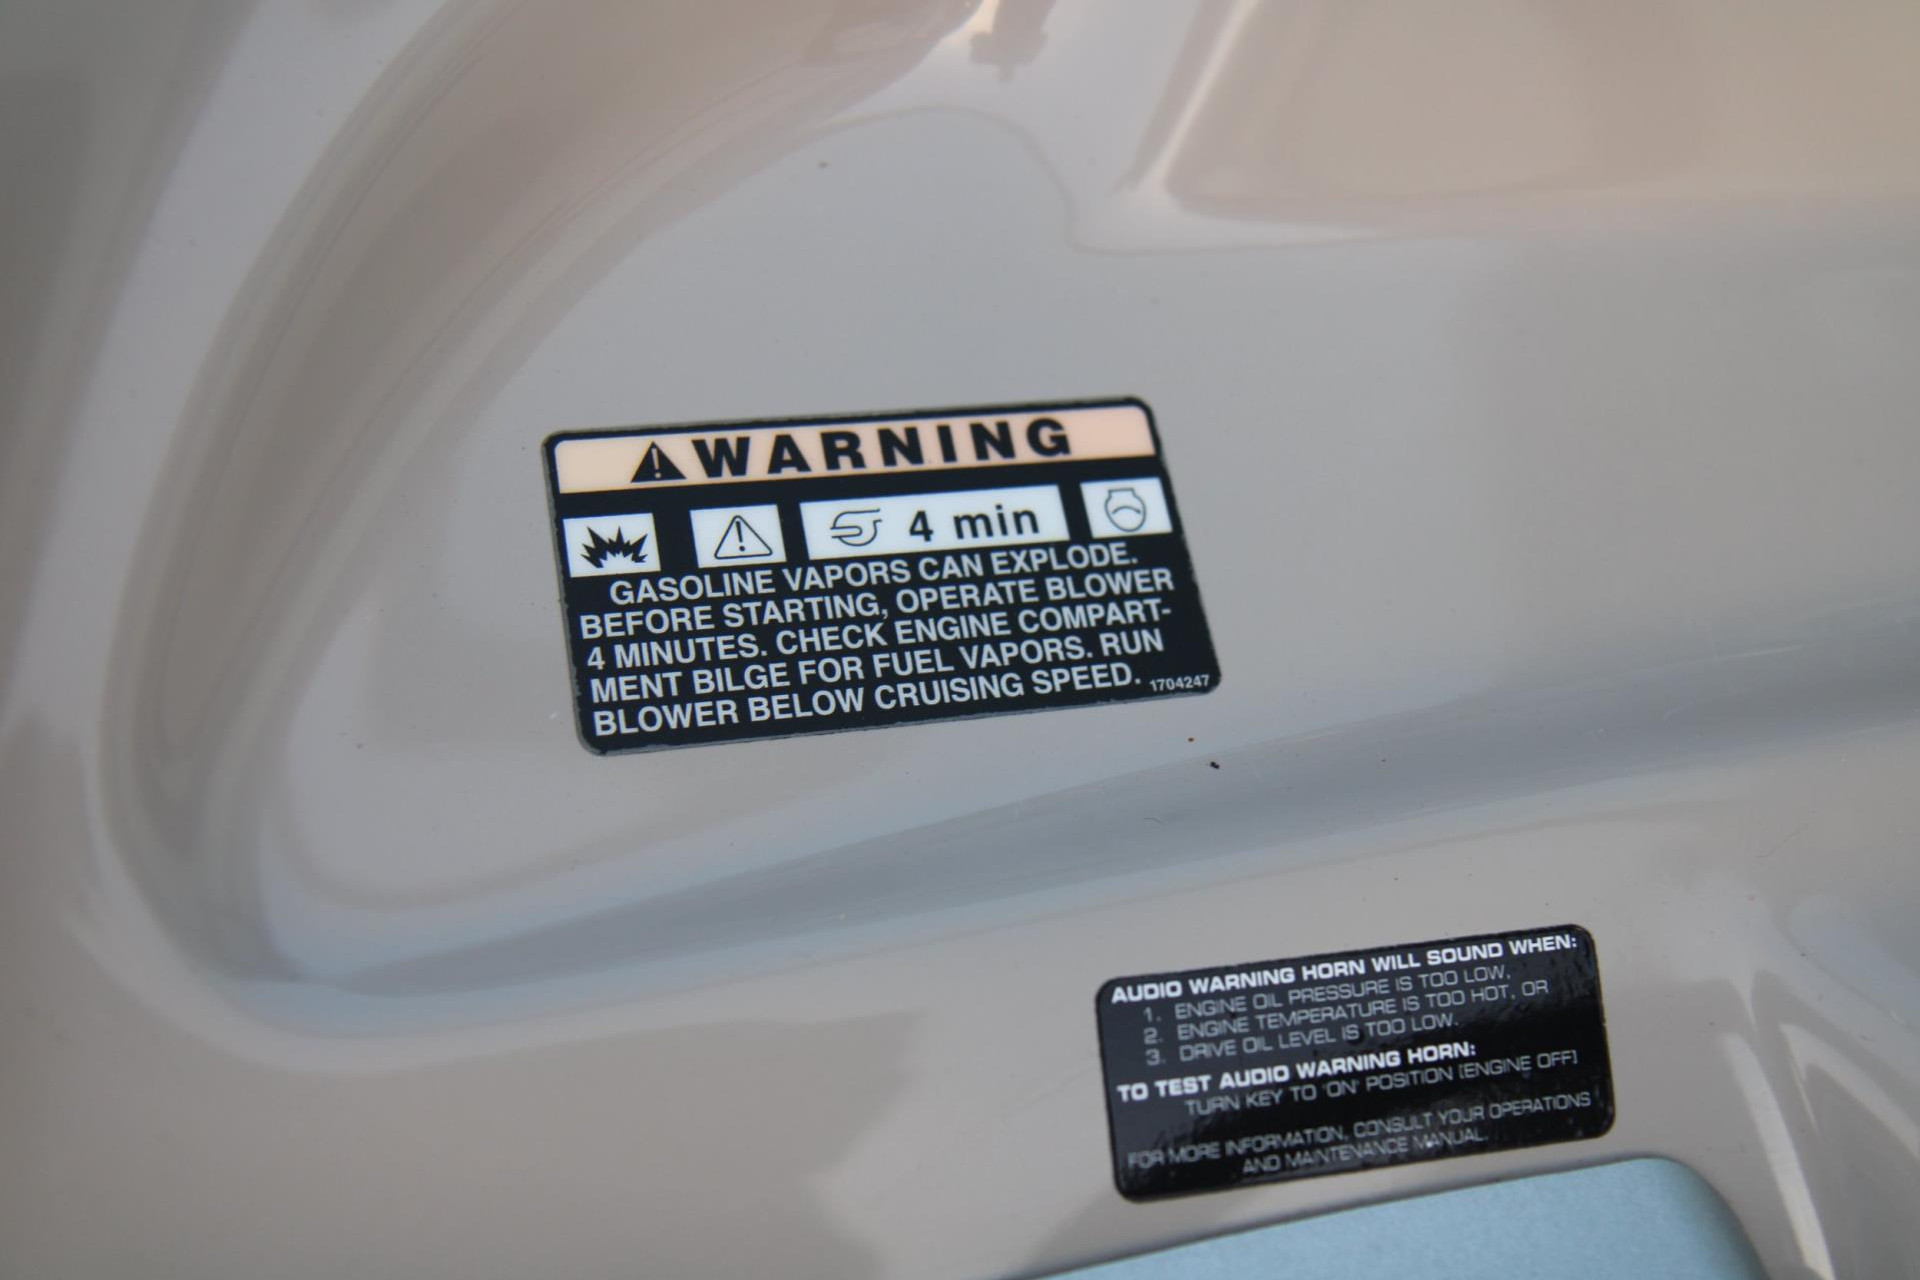 WARNING
4 min
GASOLINE VAPORS CAN EXPLODE.
BEFORE STARTING, OPERATE BLOWER
4 MINUTES. CHECK ENGINE COMPART-
MENT BILGE FOR FUEL VAPORS. RUN
BLOWER BELOW CRUISING SPEED. 1704247
AUDIO WARNING HORN WILL SOUND WHEN:
1. ENGINE OIL PRESSURE IS TOO LOW,
2. ENGINE TEMPERATURE IS TOO HOT, OR
3. DRIVE OIL LEVEL IS TOO LOW.
TO TEST AUDIO WARNING HORN:
TURN KEY TO 'ON' POSITION [ENGINE OFF]
FOR MORE INFORMATION, CONSULT YOUR OPERATIONS
AND MAINTENANCE MANUAL.